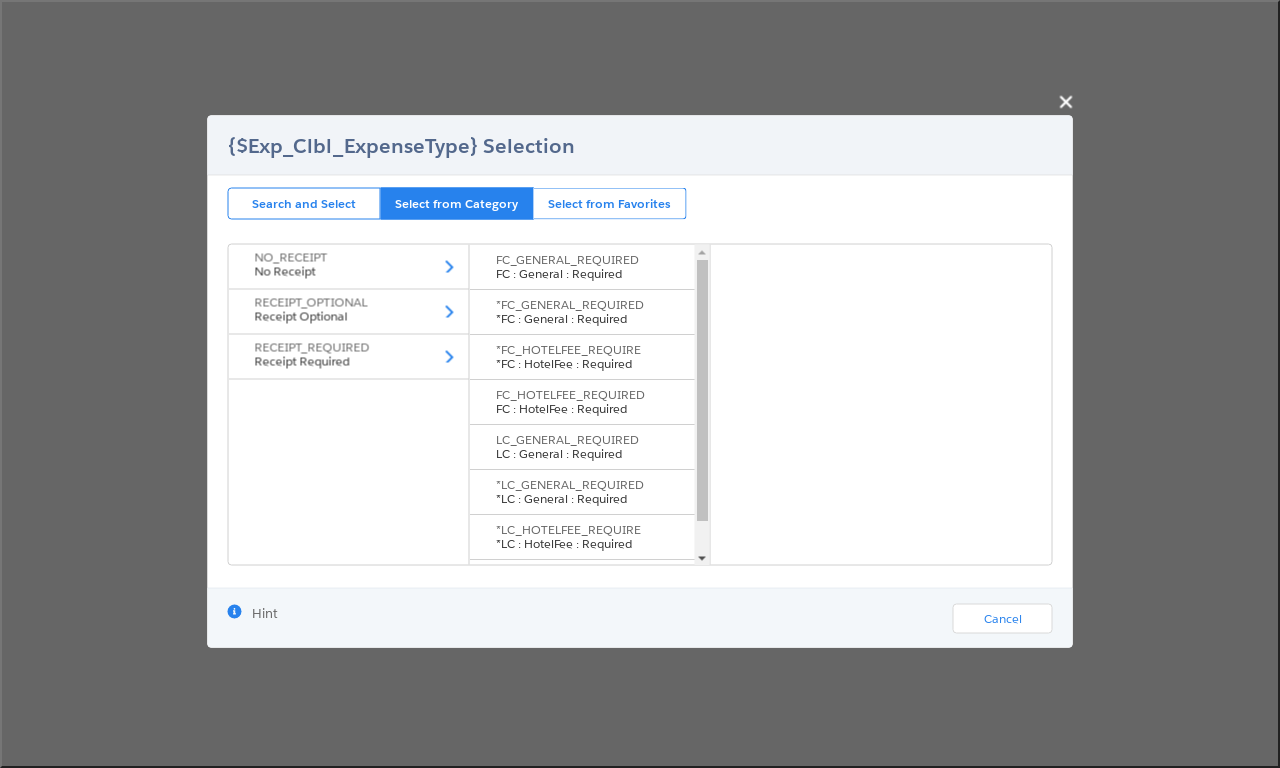 {$Exp_Clbl_ExpenseType} Selection
Search and Select
Select from Category
Select from Favorites
NO_RECEIPT
No Receipt
RECEIPT_OPTIONAL
Receipt Optional
RECEIPT_REQUIRED
Receipt Required
FC_GENERAL_REQUIRED
FC : General : Required
*FC_GENERAL_REQUIRED
*FC : General : Required
*FC_HOTELFEE_REQUIRE
*FC : HotelFee : Required
FC_HOTELFEE_REQUIRED
FC : HotelFee : Required
LC_GENERAL_REQUIRED
LC : General : Required
*LC_GENERAL_REQUIRED
*LC : General : Required
*LC_HOTELFEE_REQUIRE
*LC : HotelFee : Required
Hint
Cancel